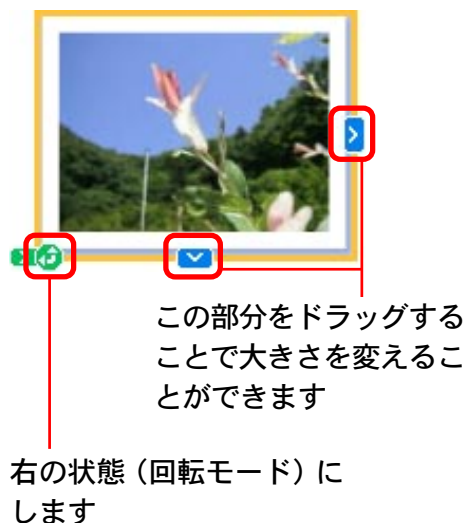 この部分をドラッグする
ことで大きさを変えるこ
とができます
右の状態（回転モード）に
します